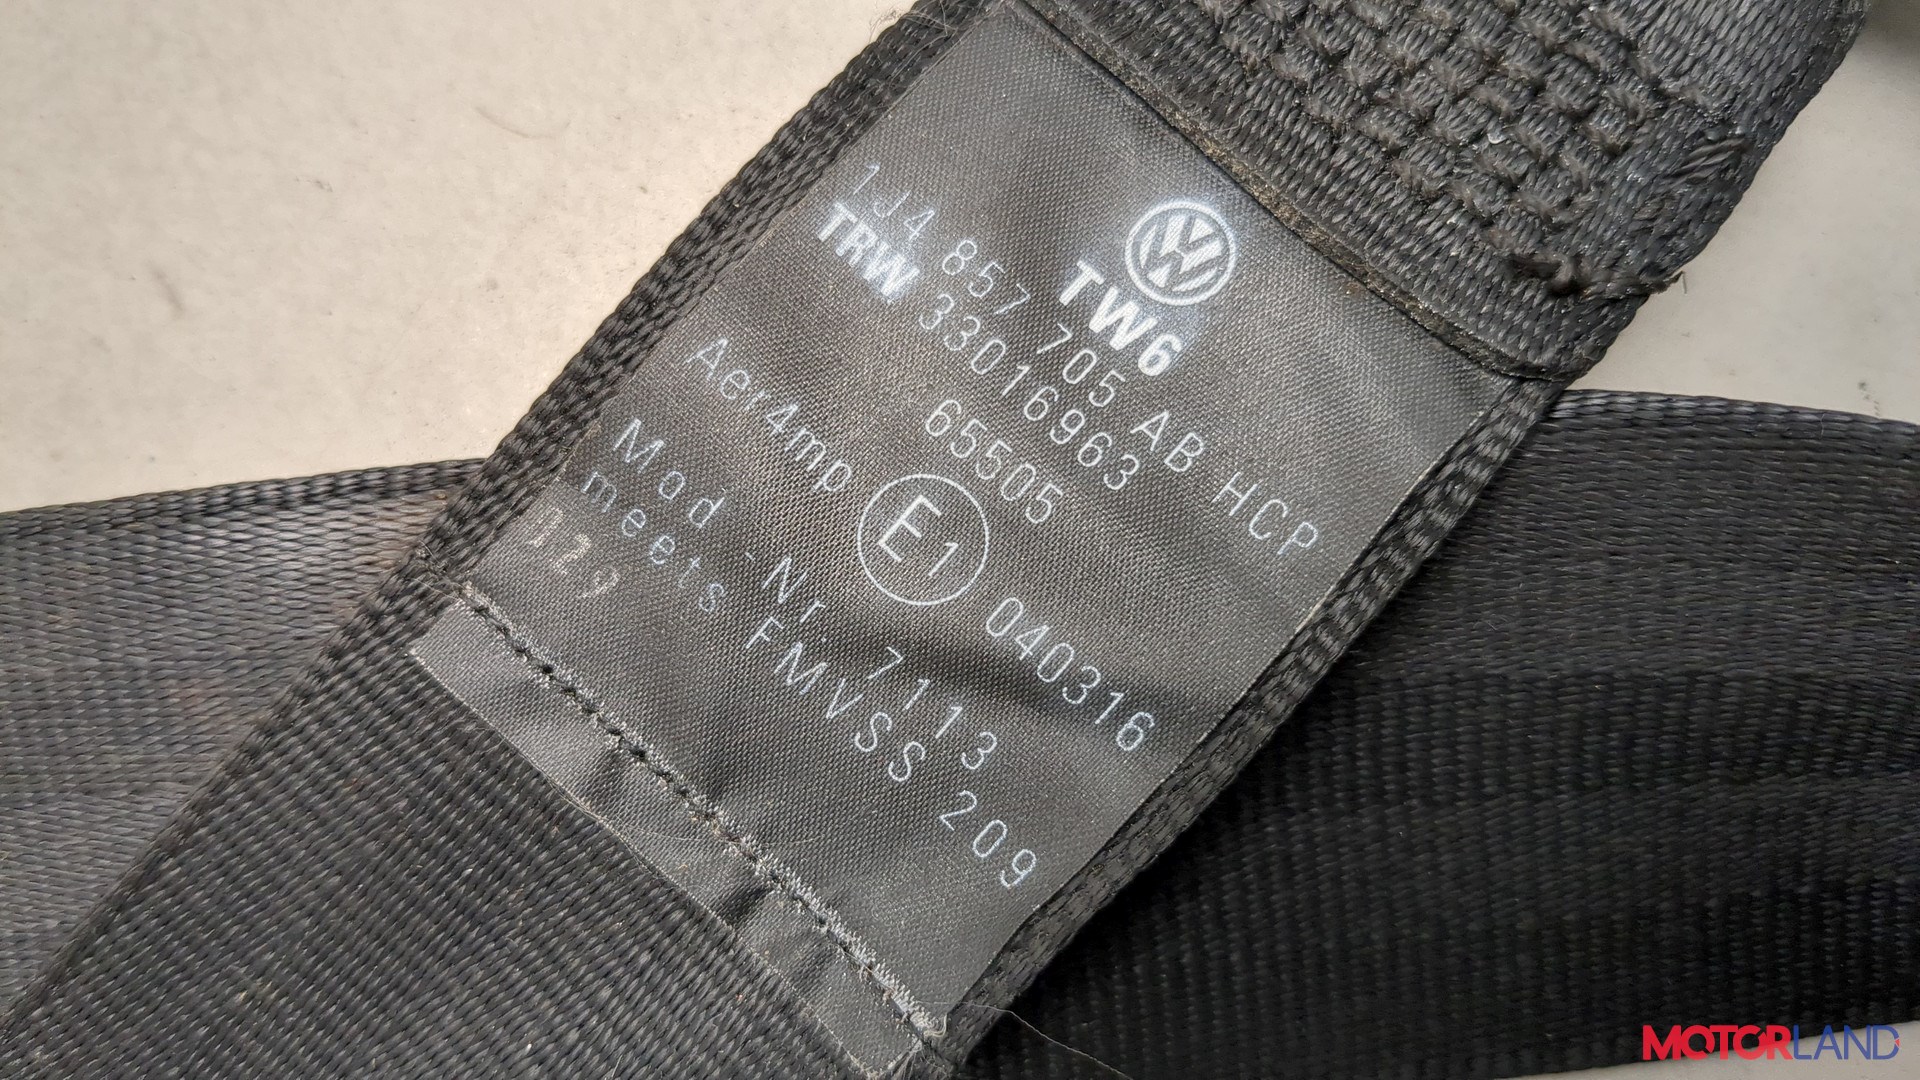 TW6
1J4 857 705 AB HCP
TRW 33016963
65505
Aer4mp E1 040316
Mod -Nr. 7113
meets FMVSS 209
MOTORLAND